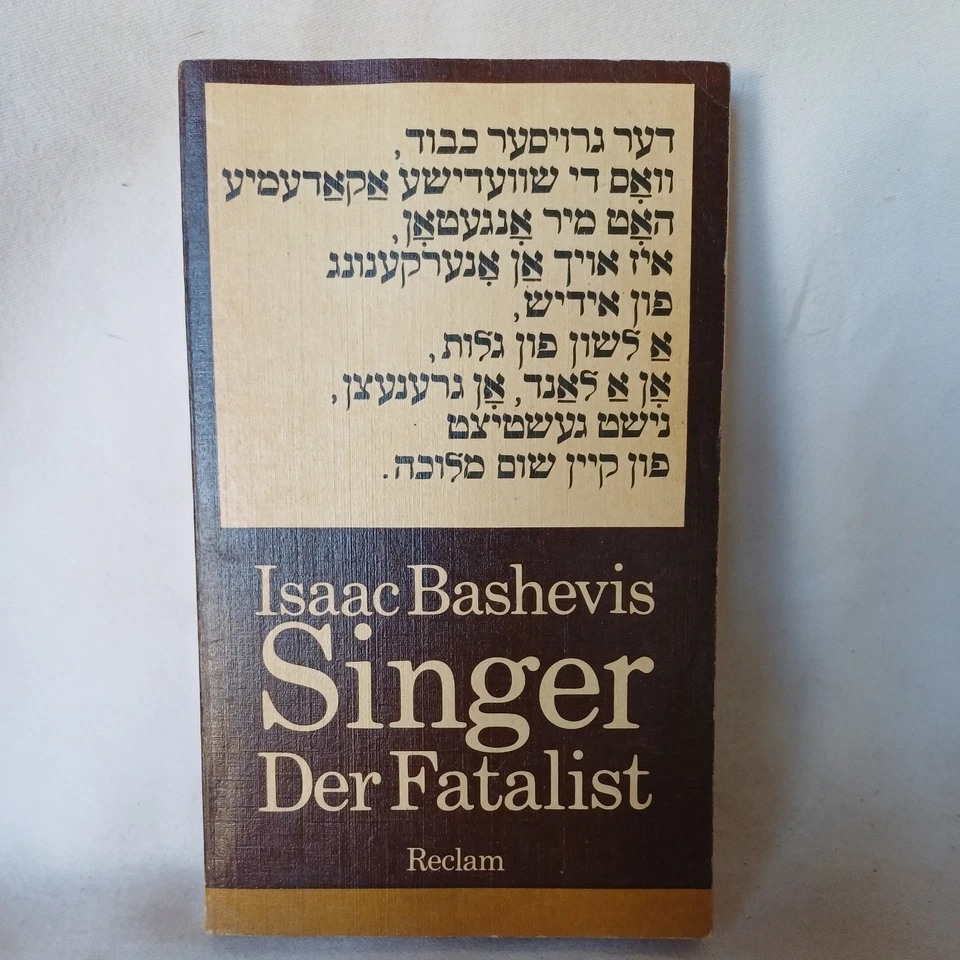 דער גרויסער כבוד,
וואָס די שוועדישע אַקאַדעמיע
האָט מיר אָנגעטאָן,
איז אויך אַן אָנערקענונג
פון אידיש,
אַ לשון פון גלות,
אָן אַ לאַנד, אָן גרענעצן,
נישט געשטיצט
פון קיין שום מלוכה.
Isaac Bashevis
Singer
Der Fatalist
Reclam